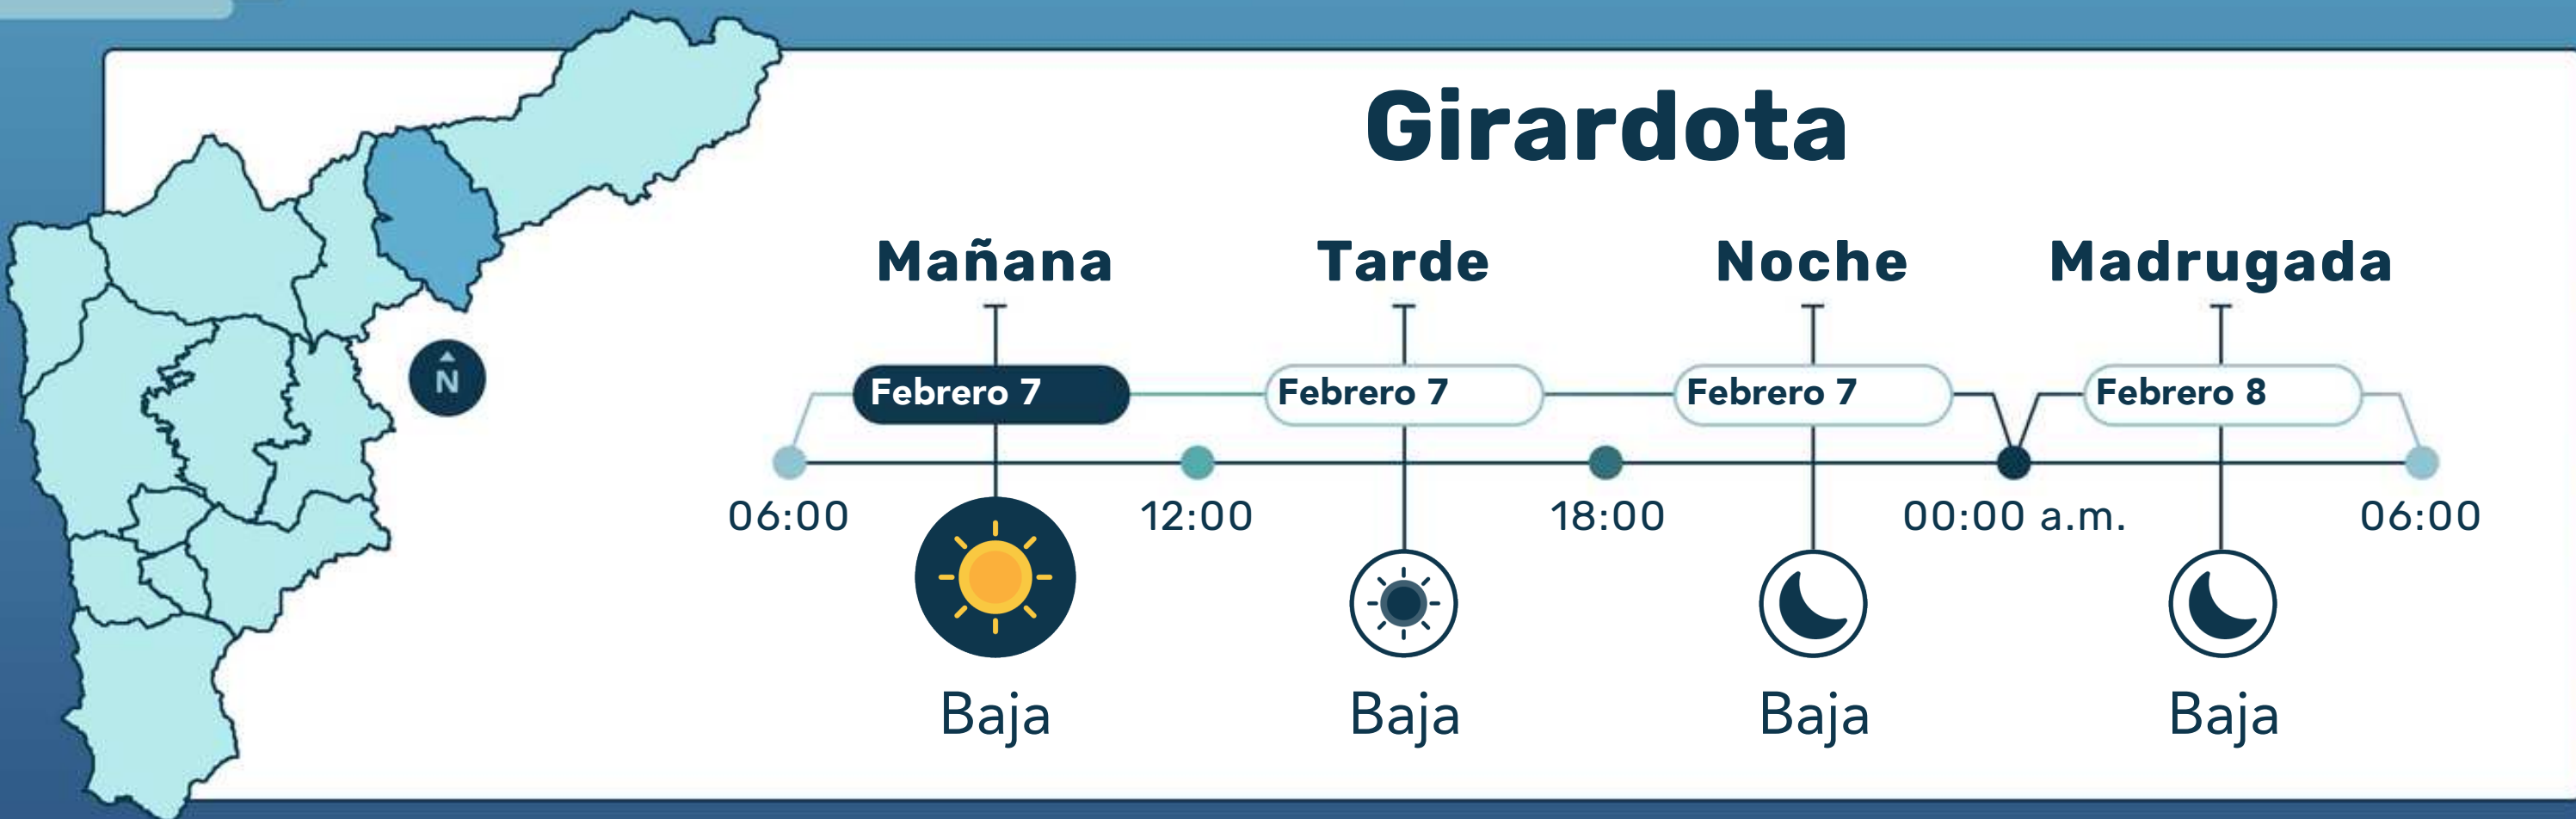 Girardota
Mañana Tarde Noche Madrugada
Febrero 7 Febrero 7 Febrero 7 Febrero 8
N
06:00 12:00 18:00 00:00 a.m. 06:00
Baja Baja Baja Baja